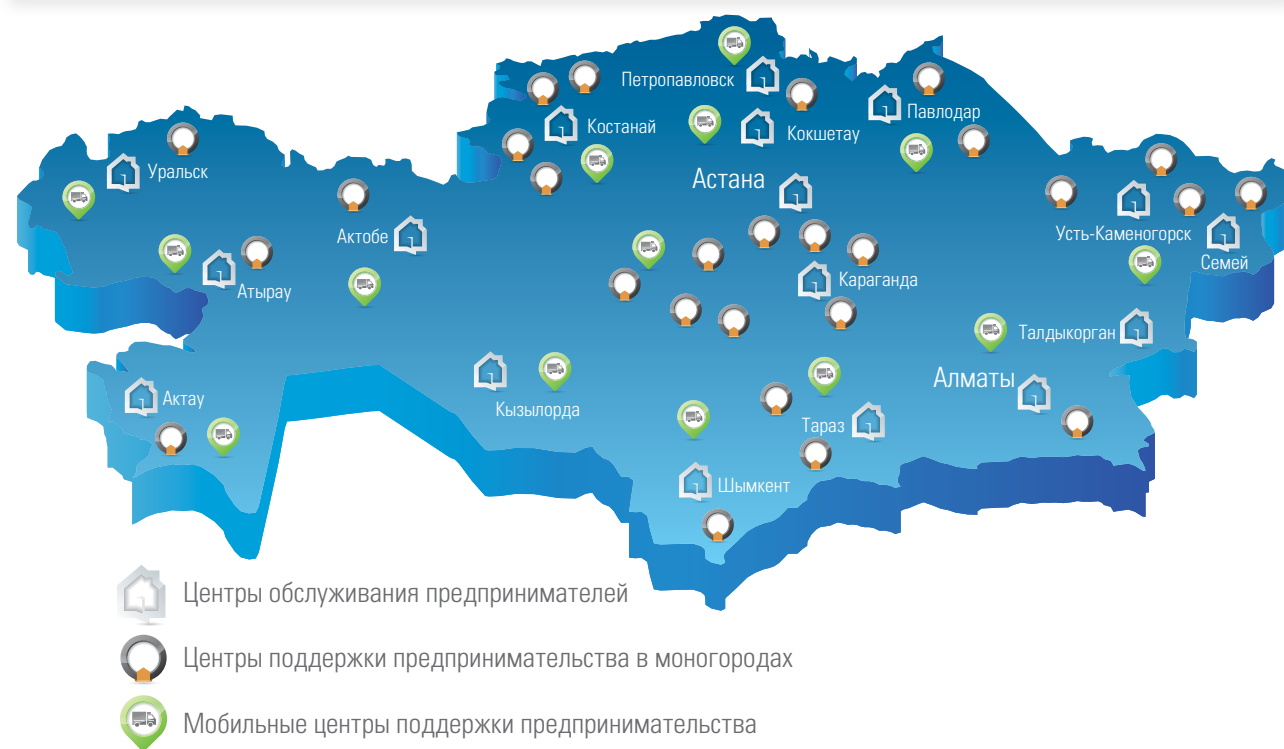 Петропавловск
Костанай
Кокшетау
Павлодар
Уральск
Астана
Актобе
Усть-Каменогорск
Семей
Атырау
Караганда
Талдыкорган
Алматы
Актау
Кызылорда
Тараз
Шымкент
Центры обслуживания предпринимателей
Центры поддержки предпринимательства в моногородах
Мобильные центры поддержки предпринимательства